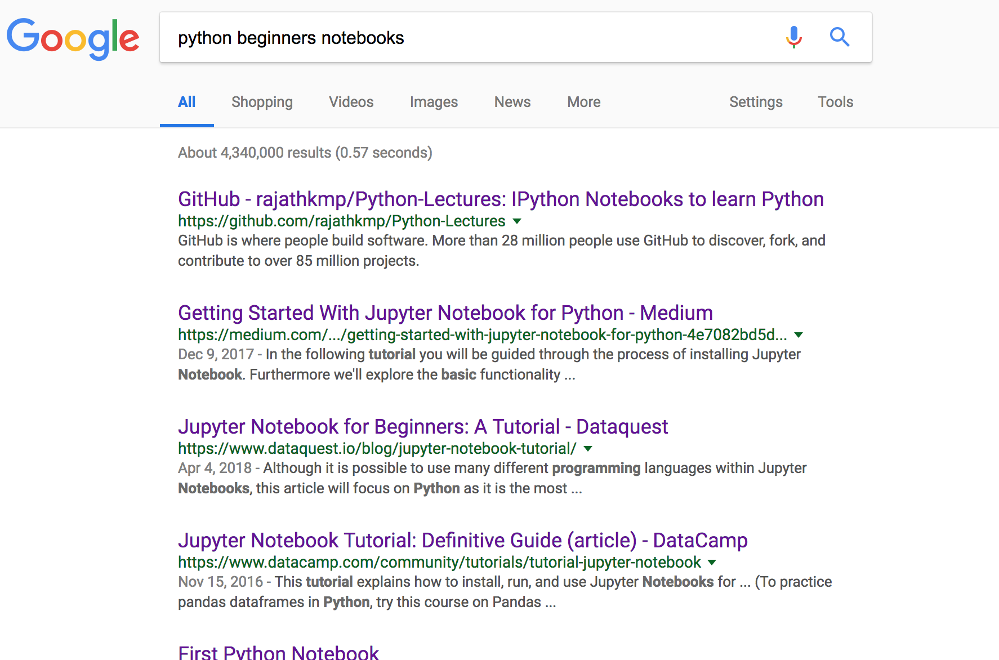 Google
python beginners notebooks
All Shopping Videos Images News More Settings Tools
About 4,340,000 results (0.57 seconds)
GitHub - rajathkmp/Python-Lectures: IPython Notebooks to learn Python
https://github.com/rajathkmp/Python-Lectures
GitHub is where people build software. More than 28 million people use GitHub to discover, fork, and
contribute to over 85 million projects.
Getting Started With Jupyter Notebook for Python - Medium
https://medium.com/.../getting-started-with-jupyter-notebook-for-python-4e7082bd5d...
Dec 9, 2017 - In the following tutorial you will be guided through the process of installing Jupyter
Notebook. Furthermore we'll explore the basic functionality ...
Jupyter Notebook for Beginners: A Tutorial - Dataquest
https://www.dataquest.io/blog/jupyter-notebook-tutorial/
Apr 4, 2018 - Although it is possible to use many different programming languages within Jupyter
Notebooks, this article will focus on Python as it is the most ...
Jupyter Notebook Tutorial: Definitive Guide (article) - DataCamp
https://www.datacamp.com/community/tutorials/tutorial-jupyter-notebook
Nov 15, 2016 - This tutorial explains how to install, run, and use Jupyter Notebooks for ... (To practice
pandas dataframes in Python, try this course on Pandas ...
First Python Notebook